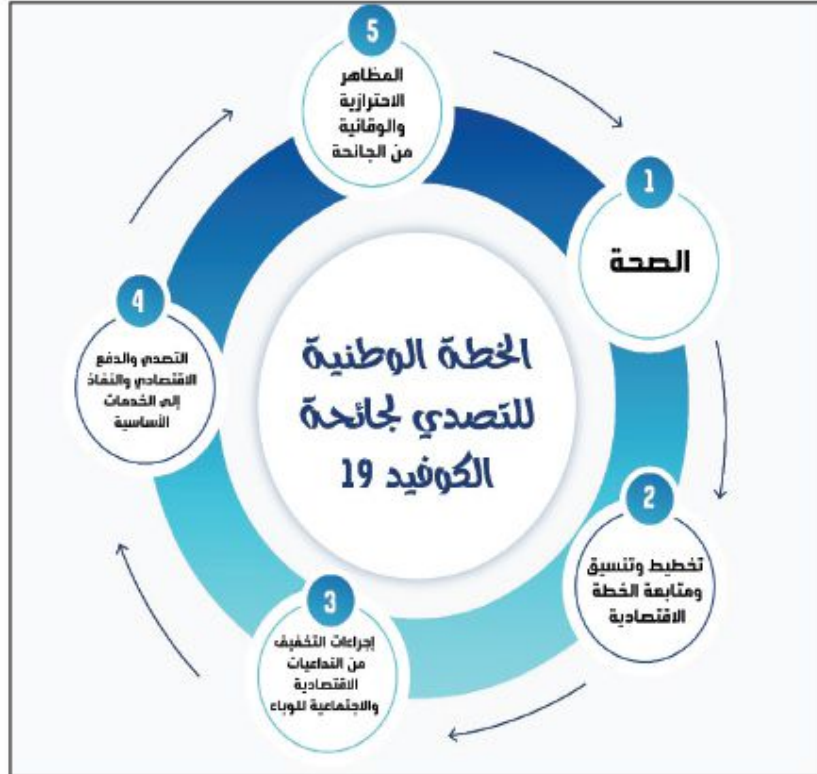 الخطة الوطنية
للتصدي لجائحة
الكوفيد 19
1
الصحة
2
تخطيط وتنسيق
ومتابعة الخطة
الاقتصادية
3
إجراءات التخفيف
من التداعيات
الاقتصادية
والاجتماعية للوباء
4
التصدي والدفع
الاقتصادي والنفاذ
إلى الخدمات
الأساسية
5
المظاهر
الاحترازية
والوقائية
من الجائحة